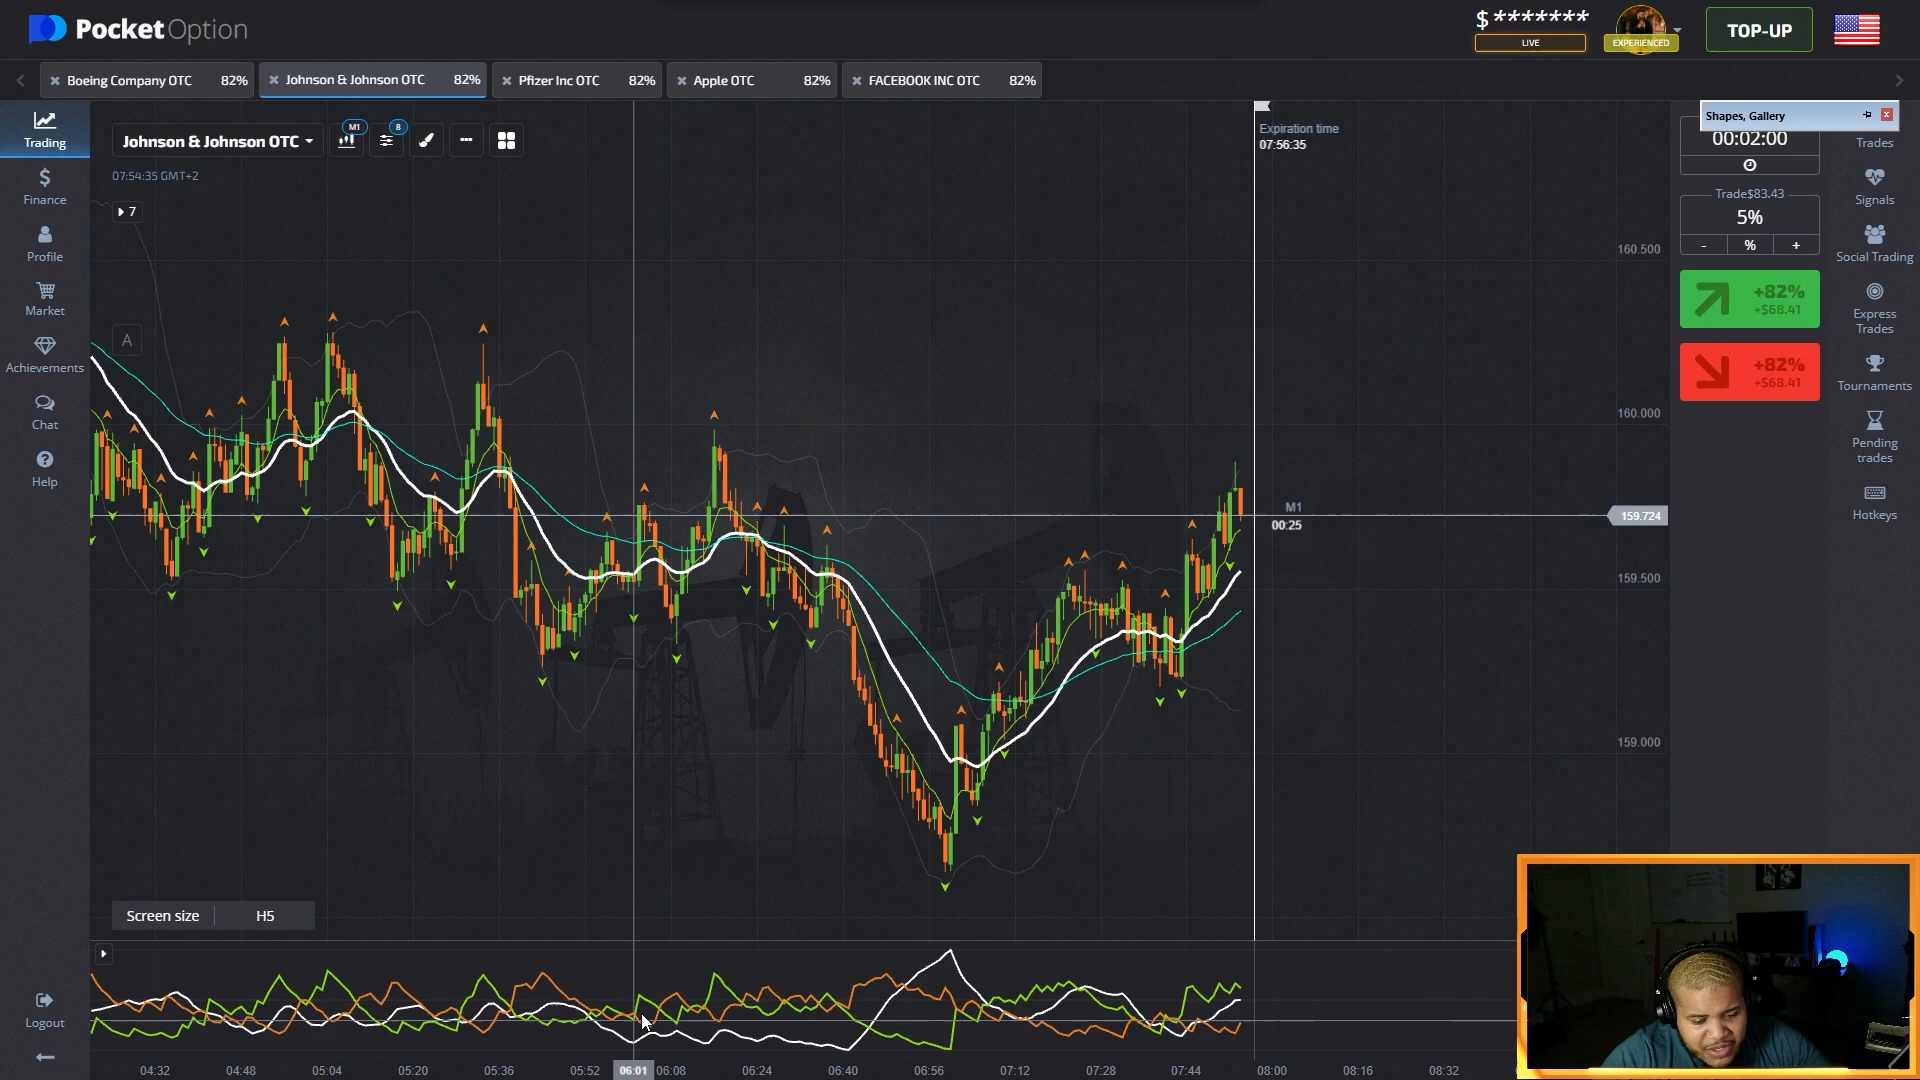 PocketOption
$*******
LIVE
EXPERIENCED
TOP-UP
Boeing Company OTC 82%
Johnson & Johnson OTC 82%
Pfizer Inc OTC 82%
Apple OTC 82%
FACEBOOK INC OTC 82%
Trading
Finance
Profile
Market
Achievements
Chat
Help
Logout
Johnson & Johnson OTC
M1
8
07:54:35 GMT+2
7
A
Expiration time
07:56:35
M1
00:25
160.500
160.000
159.724
159.500
159.000
Screen size H5
04:32 04:48 05:04 05:20 05:36 05:52 06:01 06:08 06:24 06:40 06:56 07:12 07:28 07:44 08:00 08:16 08:32
Shapes, Gallery
00:02:00
Trade$83.43
5%
- % +
+82%
+$68.41
+82%
+$68.41
Trades
Signals
Social Trading
Express
Trades
Tournaments
Pending
trades
Hotkeys